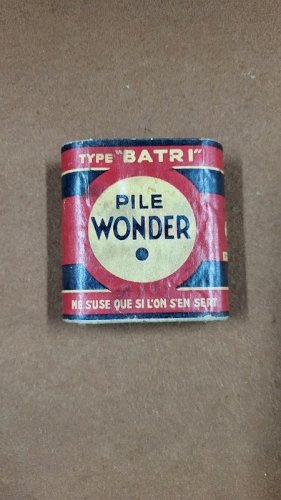 TYPE "BATRI"
PILE
WONDER
NE S'USE QUE SI L'ON S'EN SERT